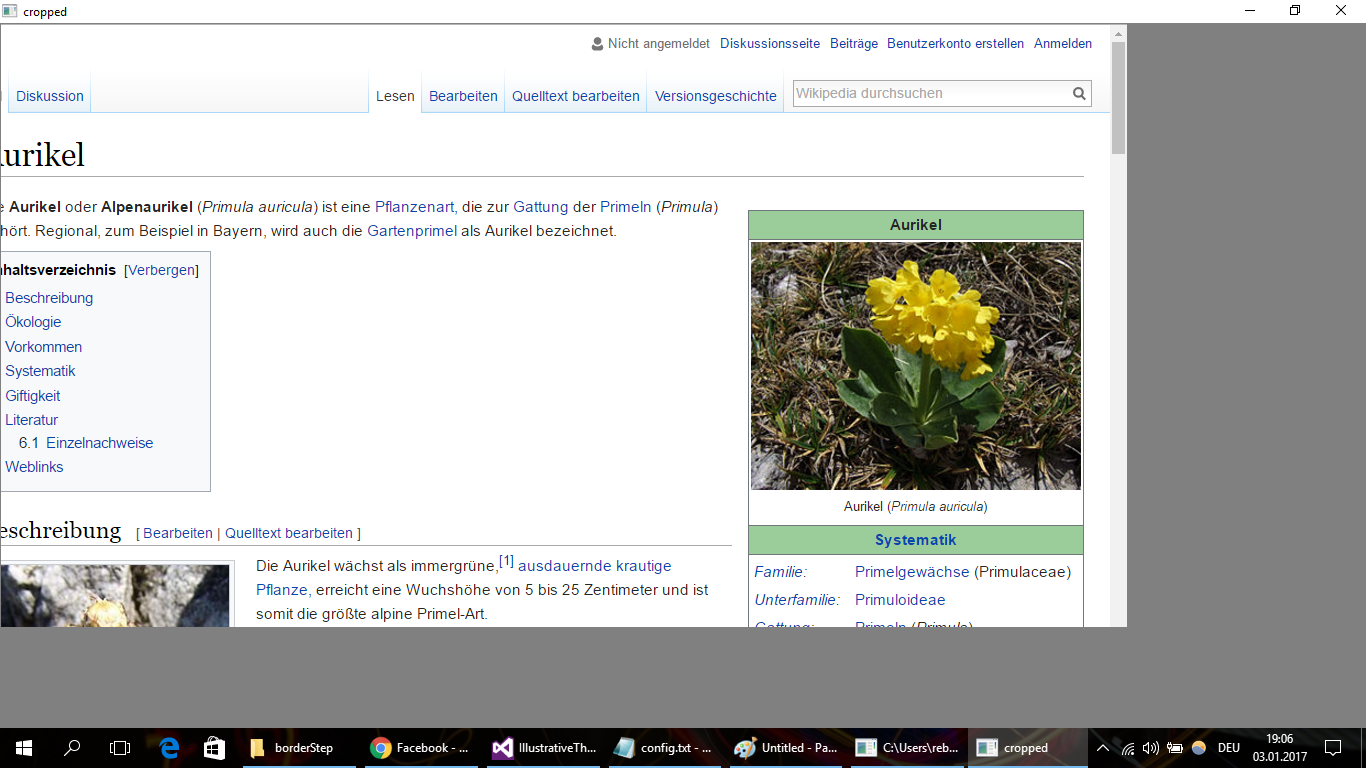 cropped
Nicht angemeldet Diskussionsseite Beiträge Benutzerkonto erstellen Anmelden
Diskussion Lesen Bearbeiten Quelltext bearbeiten Versionsgeschichte Wikipedia durchsuchen
urikel
e Aurikel oder Alpenaurikel (Primula auricula) ist eine Pflanzenart, die zur Gattung der Primeln (Primula)
hört. Regional, zum Beispiel in Bayern, wird auch die Gartenprimel als Aurikel bezeichnet.
nhaltsverzeichnis [Verbergen]
Beschreibung
Ökologie
Vorkommen
Systematik
Giftigkeit
Literatur
6.1 Einzelnachweise
Weblinks
eschreibung [ Bearbeiten | Quelltext bearbeiten ]
Die Aurikel wächst als immergrüne,[1] ausdauernde krautige
Pflanze, erreicht eine Wuchshöhe von 5 bis 25 Zentimeter und ist
somit die größte alpine Primel-Art.
Aurikel
Aurikel (Primula auricula)
Systematik
Familie: Primelgewächse (Primulaceae)
Unterfamilie: Primuloideae
Gattung: Primeln (Primula)
borderStep Facebook - ... IllustrativeTh... config.txt - ... Untitled - Pa... C:\Users\reb... cropped DEU 19:06
03.01.2017